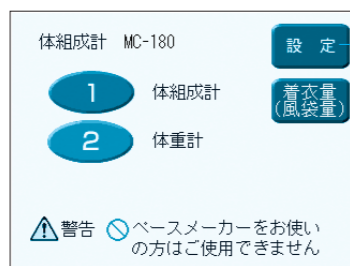 体組成計 MC-180
設 定
1 体組成計
着衣量
(風袋量)
2 体重計
警告 ペースメーカーをお使い
の方はご使用できません